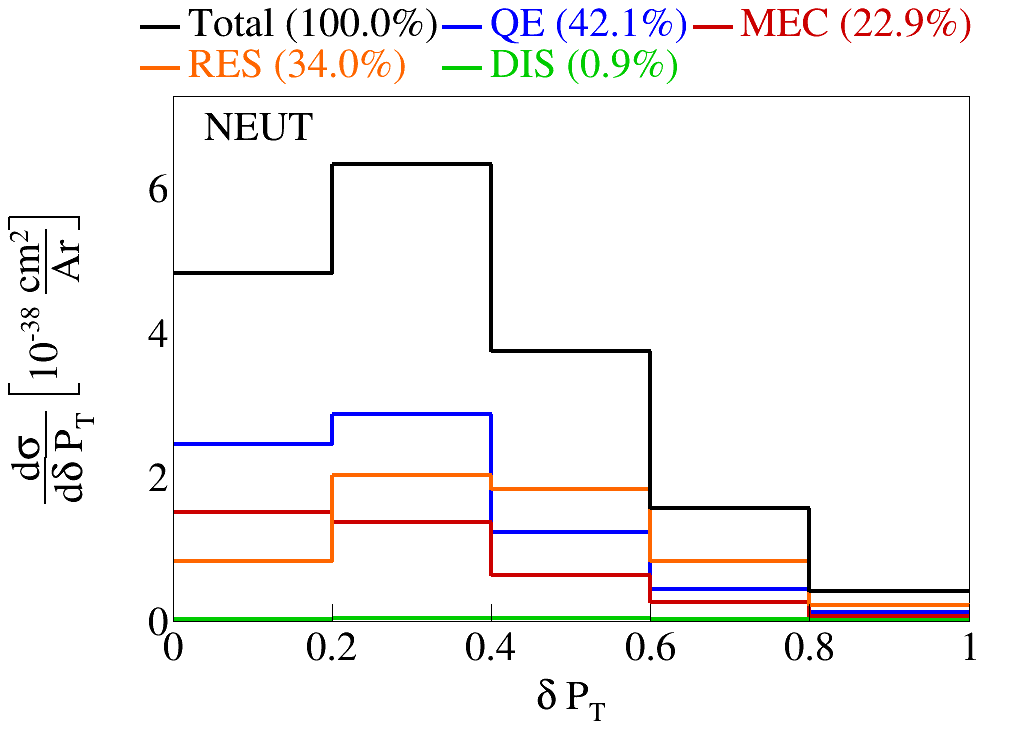 Total (100.0%) QE (42.1%) MEC (22.9%)
RES (34.0%) DIS (0.9%)
NEUT
6
4
2
0
0 0.2 0.4 0.6 0.8 1
δ P_T
dσ/dδ P_T [10^-38 cm^2/Ar]